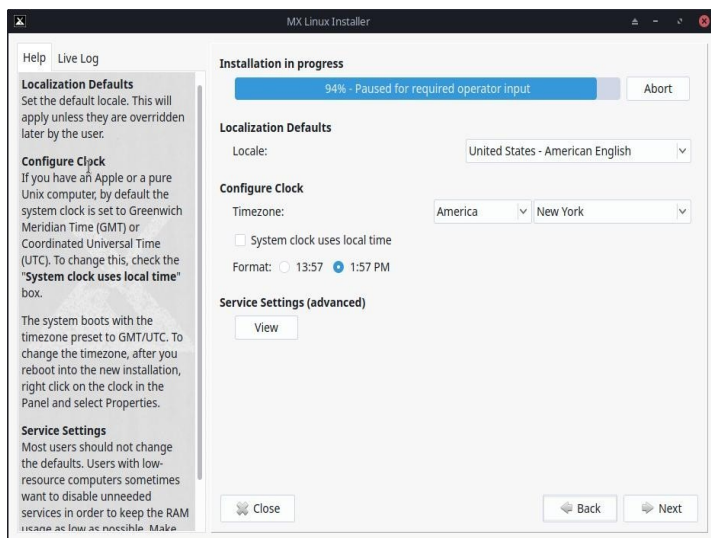 MX Linux Installer
Help Live Log
Localization Defaults
Set the default locale. This will
apply unless they are overridden
later by the user.
Configure Clock
If you have an Apple or a pure
Unix computer, by default the
system clock is set to Greenwich
Meridian Time (GMT) or
Coordinated Universal Time
(UTC). To change this, check the
"System clock uses local time"
box.
The system boots with the
timezone preset to GMT/UTC. To
change the timezone, after you
reboot into the new installation,
right click on the clock in the
Panel and select Properties.
Service Settings
Most users should not change
the defaults. Users with low-
resource computers sometimes
want to disable unneeded
services in order to keep the RAM
usage as low as possible. Make
Installation in progress
94% - Paused for required operator input
Abort
Localization Defaults
Locale: United States - American English
Configure Clock
Timezone: America New York
System clock uses local time
Format: 13:57 1:57 PM
Service Settings (advanced)
View
Close Back Next